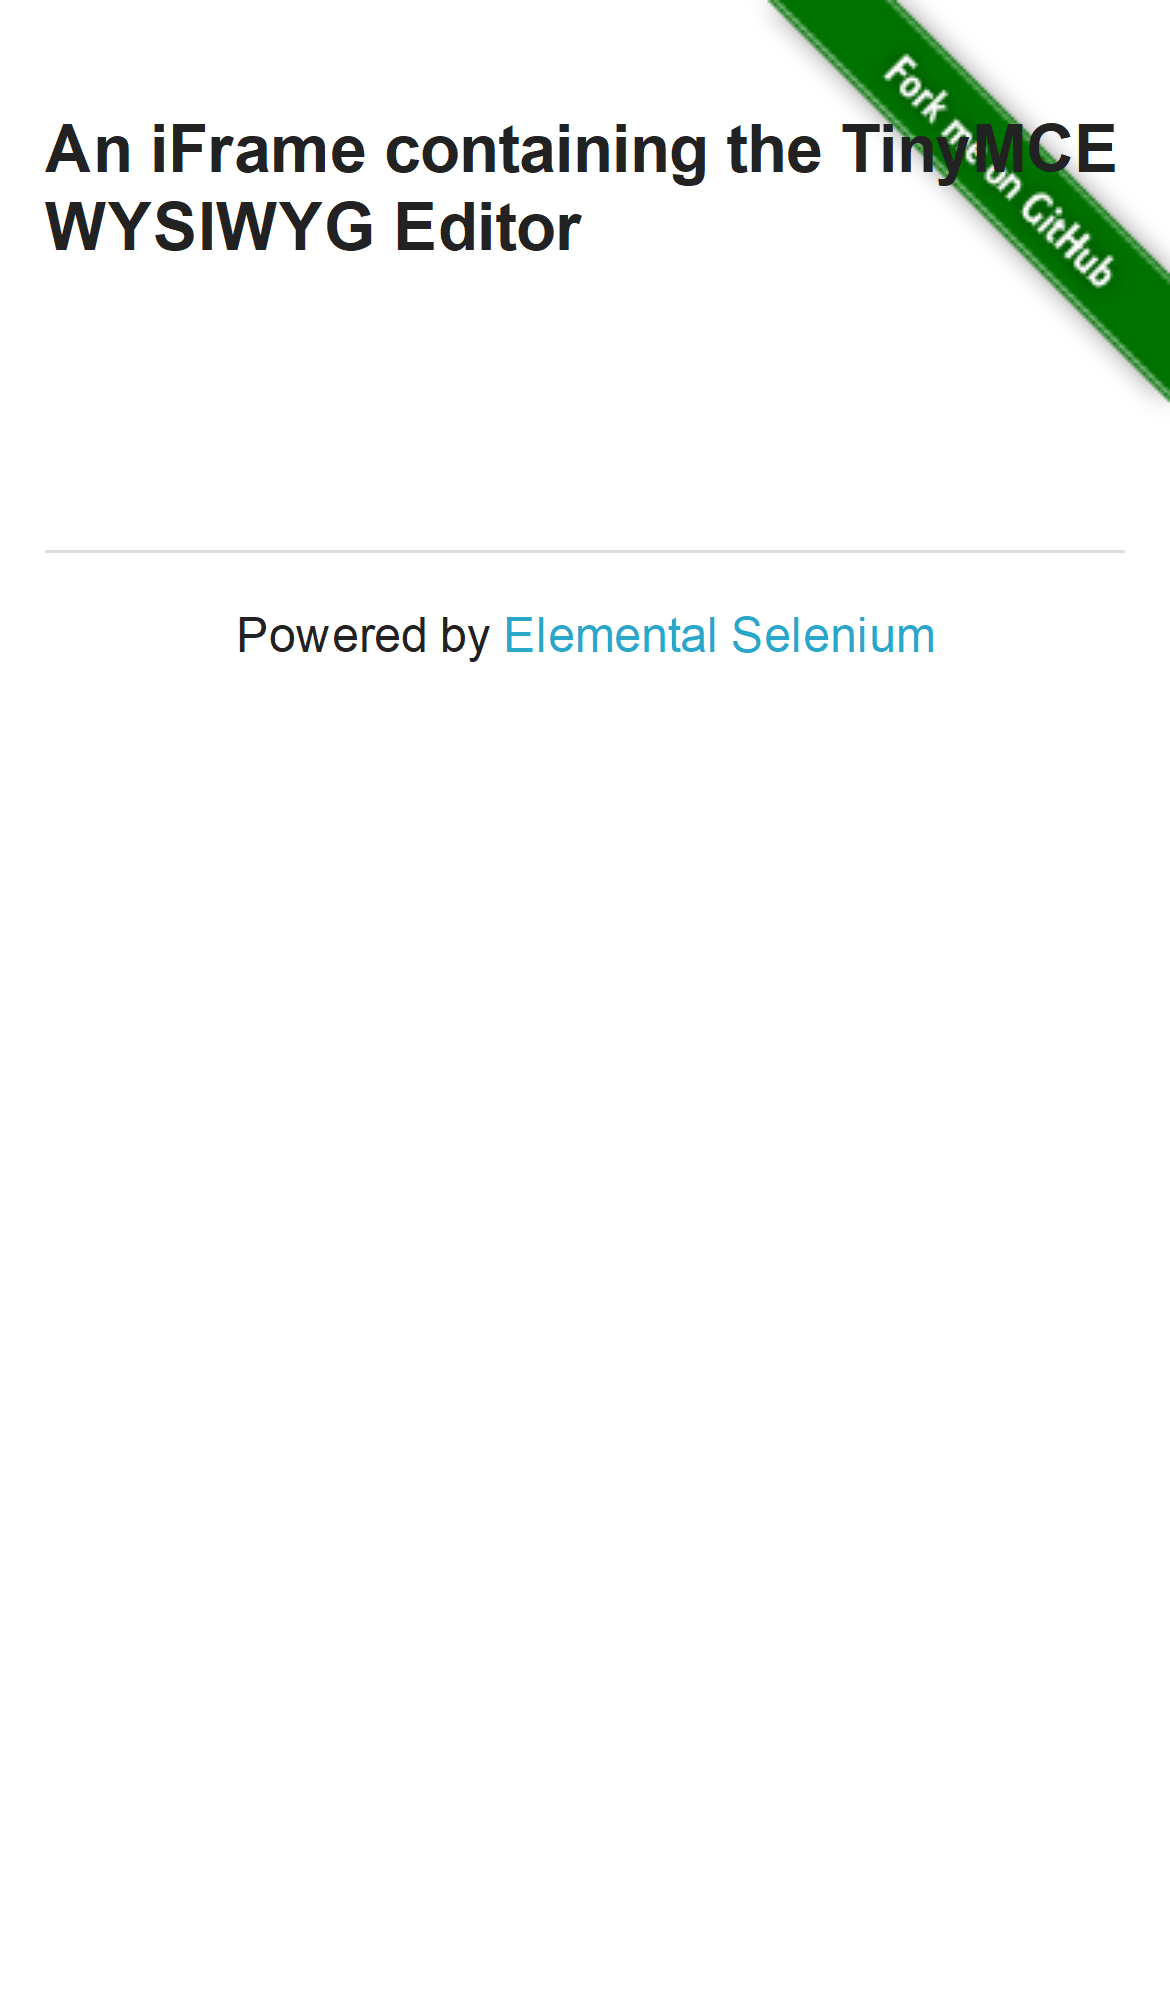 Fork me on GitHub
An iFrame containing the TinyMCE
WYSIWYG Editor
Powered by Elemental Selenium